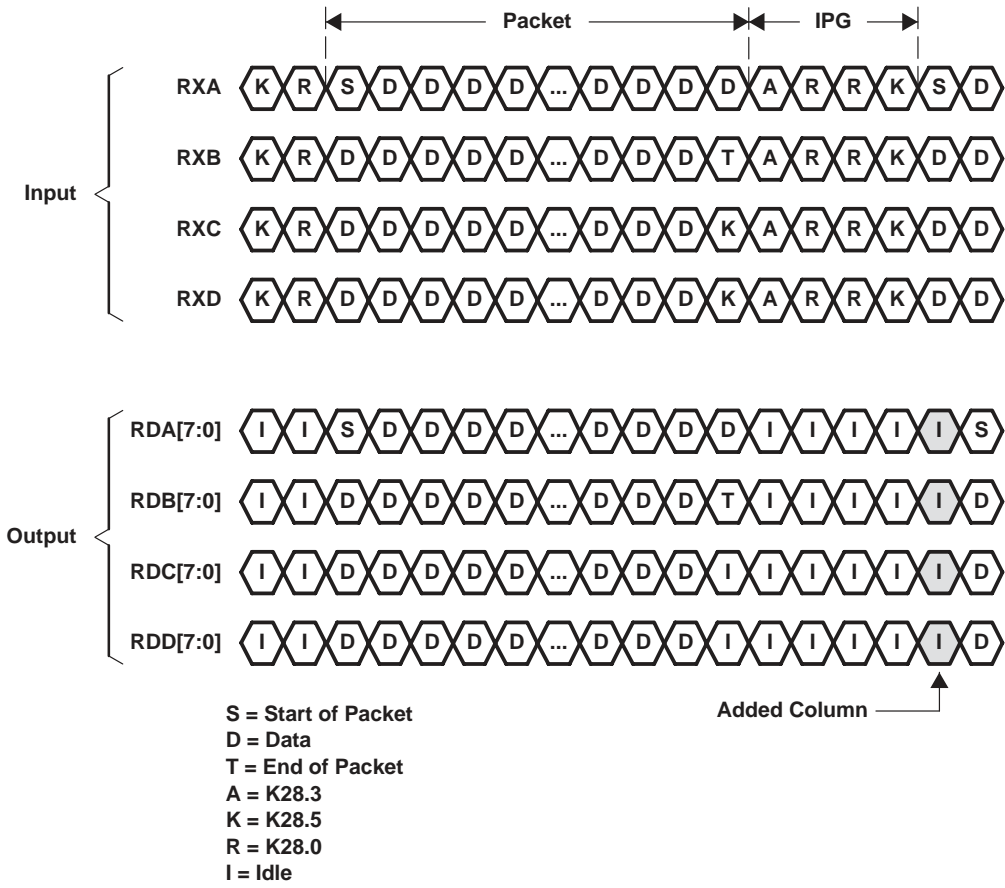 Packet IPG
RXA K R S D D D D ... D D D D A R R K S D
RXB K R D D D D D ... D D D T A R R K D D
Input
RXC K R D D D D D ... D D D K A R R K D D
RXD K R D D D D D ... D D D K A R R K D D
RDA[7:0] I I S D D D D ... D D D D I I I I I S
RDB[7:0] I I D D D D D ... D D D T I I I I I D
Output
RDC[7:0] I I D D D D D ... D D D I I I I I I D
RDD[7:0] I I D D D D D ... D D D I I I I I I D
Added Column
S = Start of Packet
D = Data
T = End of Packet
A = K28.3
K = K28.5
R = K28.0
I = Idle